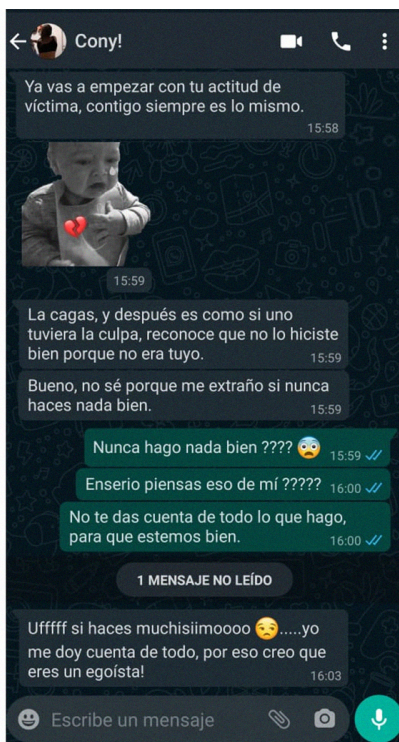 Cony!
Ya vas a empezar con tu actitud de
víctima, contigo siempre es lo mismo.
15:58
15:59
La cagas, y después es como si uno
tuviera la culpa, reconoce que no lo hiciste
bien porque no era tuyo.
15:59
Bueno, no sé porque me extraño si nunca
haces nada bien.
15:59
Nunca hago nada bien ???? 😨
15:59
Enserio piensas eso de mí ?????
16:00
No te das cuenta de todo lo que hago,
para que estemos bien.
16:00
1 MENSAJE NO LEÍDO
Ufffff si haces muchisiimoooo 😒.....yo
me doy cuenta de todo, por eso creo que
eres un egoísta!
16:03
Escribe un mensaje